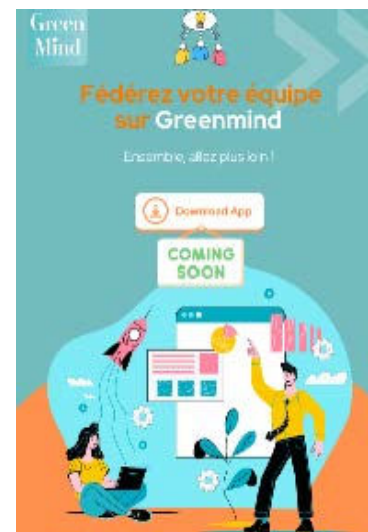 Green
Mind
Fédérez votre équipe
sur Greenmind
Ensemble, allez plus loin !
Download App
COMING
SOON